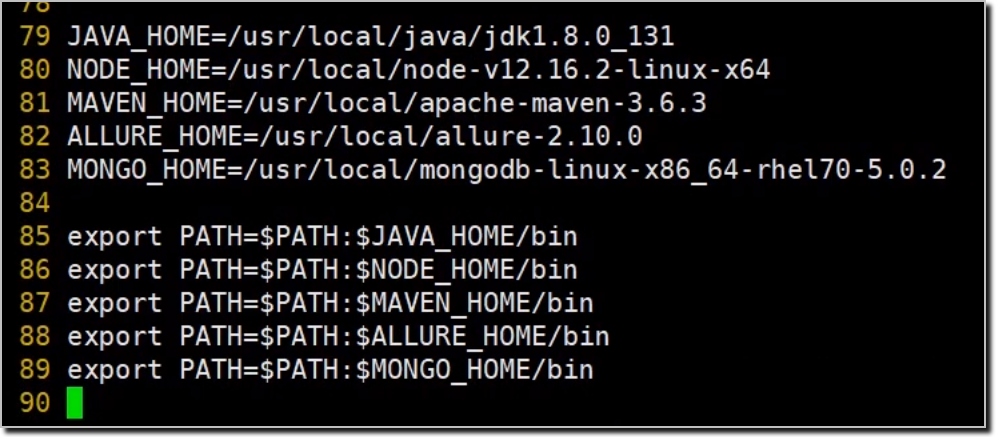 78
79 JAVA_HOME=/usr/local/java/jdk1.8.0_131
80 NODE_HOME=/usr/local/node-v12.16.2-linux-x64
81 MAVEN_HOME=/usr/local/apache-maven-3.6.3
82 ALLURE_HOME=/usr/local/allure-2.10.0
83 MONGO_HOME=/usr/local/mongodb-linux-x86_64-rhel70-5.0.2
84
85 export PATH=$PATH:$JAVA_HOME/bin
86 export PATH=$PATH:$NODE_HOME/bin
87 export PATH=$PATH:$MAVEN_HOME/bin
88 export PATH=$PATH:$ALLURE_HOME/bin
89 export PATH=$PATH:$MONGO_HOME/bin
90